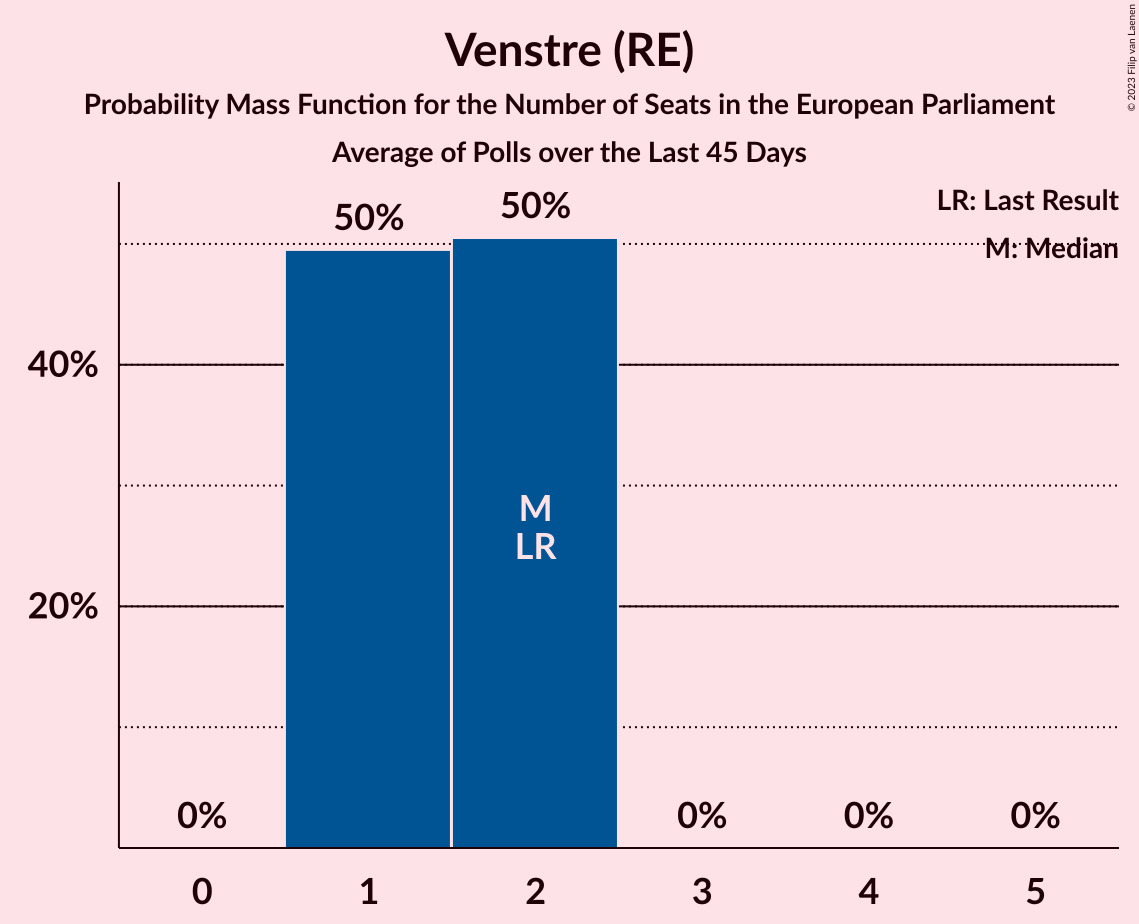 Venstre (RE)
Probability Mass Function for the Number of Seats in the European Parliament
Average of Polls over the Last 45 Days
© 2023 Filip van Laenen
LR: Last Result
M: Median
50%
50%
40%
20%
M
LR
0%
0%
0%
0%
0
1
2
3
4
5